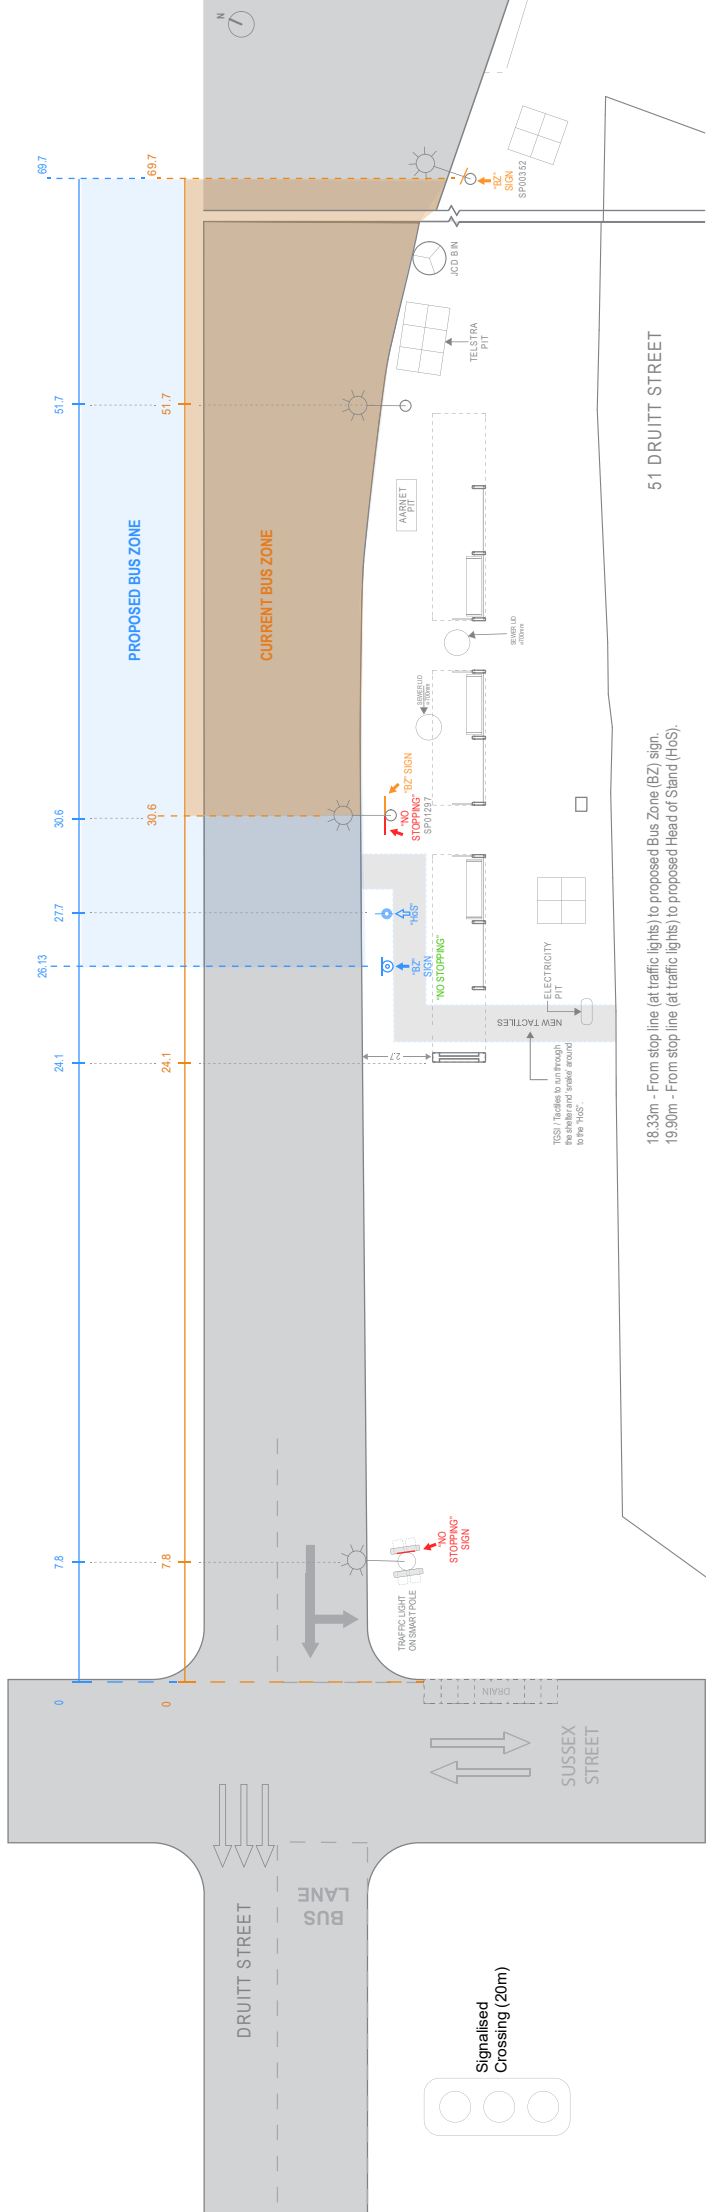 N
69.7
69.7
"BZ"
SIGN
SP00352
JCD BIN
TELSTRA
PIT
51.7
51.7
51 DRUITT STREET
AARNET
PIT
PROPOSED BUS ZONE
CURRENT BUS ZONE
SEWER LID
SEWER LID
"BZ" SIGN
"NO
STOPPING"
SP01297
30.6
30.6
27.7
"HoS"
26.13
"BZ"
SIGN
"NO STOPPING"
ELECTRICITY
PIT
NEW TACTILES
24.1
24.1
2.7
TGSI / Tactiles to run through
the shelter and 'snake' around
to the "HoS".
18.33m - From stop line (at traffic lights) to proposed Bus Zone (BZ) sign.
19.90m - From stop line (at traffic lights) to proposed Head of Stand (HoS).
7.8
7.8
"NO
STOPPING"
SIGN
TRAFFIC LIGHT
ON SMARTPOLE
0
0
DRAIN
SUSSEX
STREET
BUS
LANE
DRUITT STREET
Signalised
Crossing (20m)